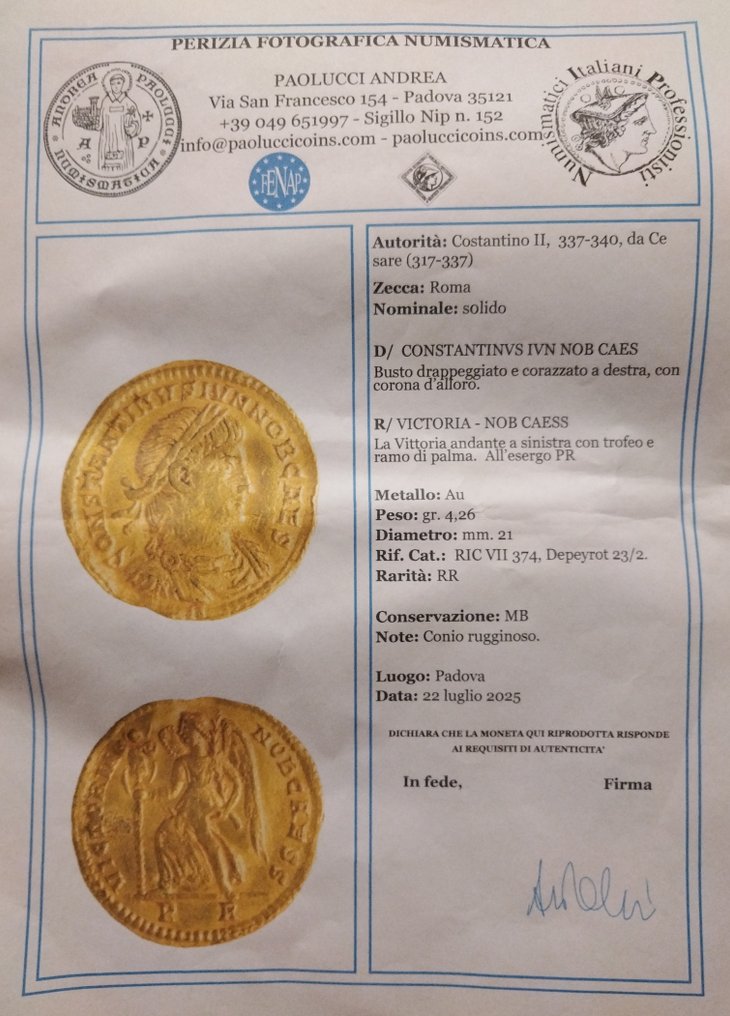 PERIZIA FOTOGRAFICA NUMISMATICA
ANDREA PAOLUCCI
A P
NUMISMATICA
PAOLUCCI ANDREA
Via San Francesco 154 - Padova 35121
+39 049 651997 - Sigillo Nip n. 152
info@paoluccicoins.com - paoluccicoins.com
FENAP
Numismatici Italiani Professionisti
Autorità: Costantino II, 337-340, da Ce
sare (317-337)
Zecca: Roma
Nominale: solido
D/ CONSTANTINVS IVN NOB CAES
Busto drappeggiato e corazzato a destra, con
corona d'alloro.
R/ VICTORIA - NOB CAESS
La Vittoria andante a sinistra con trofeo e
ramo di palma. All'esergo PR
Metallo: Au
Peso: gr. 4,26
Diametro: mm. 21
Rif. Cat.: RIC VII 374, Depeyrot 23/2.
Rarità: RR
Conservazione: MB
Note: Conio rugginoso.
Luogo: Padova
Data: 22 luglio 2025
DICHIARA CHE LA MONETA QUI RIPRODOTTA RISPONDE
AI REQUISITI DI AUTENTICITA'
In fede, Firma
CONSTANTINUSIUNNOBCAES
NOBCAESS
P R